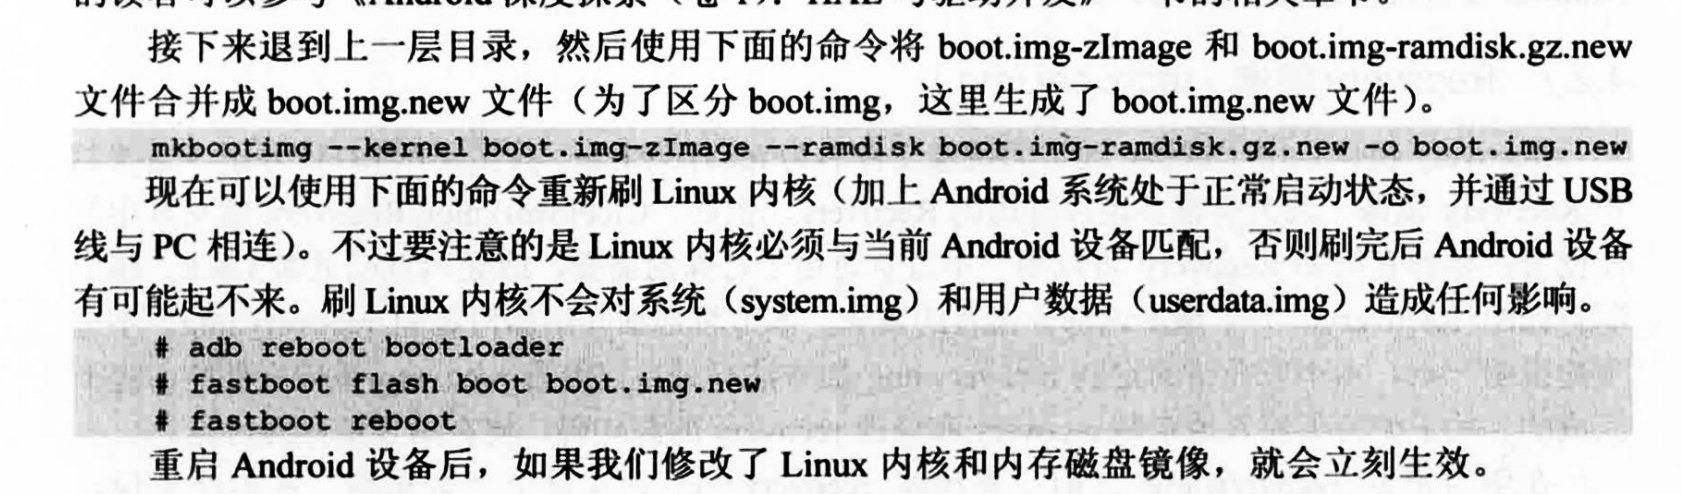 接下来退到上一层目录，然后使用下面的命令将 boot.img-zImage 和 boot.img-ramdisk.gz.new
文件合并成 boot.img.new 文件（为了区分 boot.img，这里生成了 boot.img.new 文件）。
mkbootimg --kernel boot.img-zImage --ramdisk boot.img-ramdisk.gz.new -o boot.img.new
现在可以使用下面的命令重新刷 Linux 内核（加上 Android 系统处于正常启动状态，并通过 USB
线与 PC 相连）。不过要注意的是 Linux 内核必须与当前 Android 设备匹配，否则刷完后 Android 设备
有可能起不来。刷 Linux 内核不会对系统（system.img）和用户数据（userdata.img）造成任何影响。
# adb reboot bootloader
# fastboot flash boot boot.img.new
# fastboot reboot
重启 Android 设备后，如果我们修改了 Linux 内核和内存磁盘镜像，就会立刻生效。